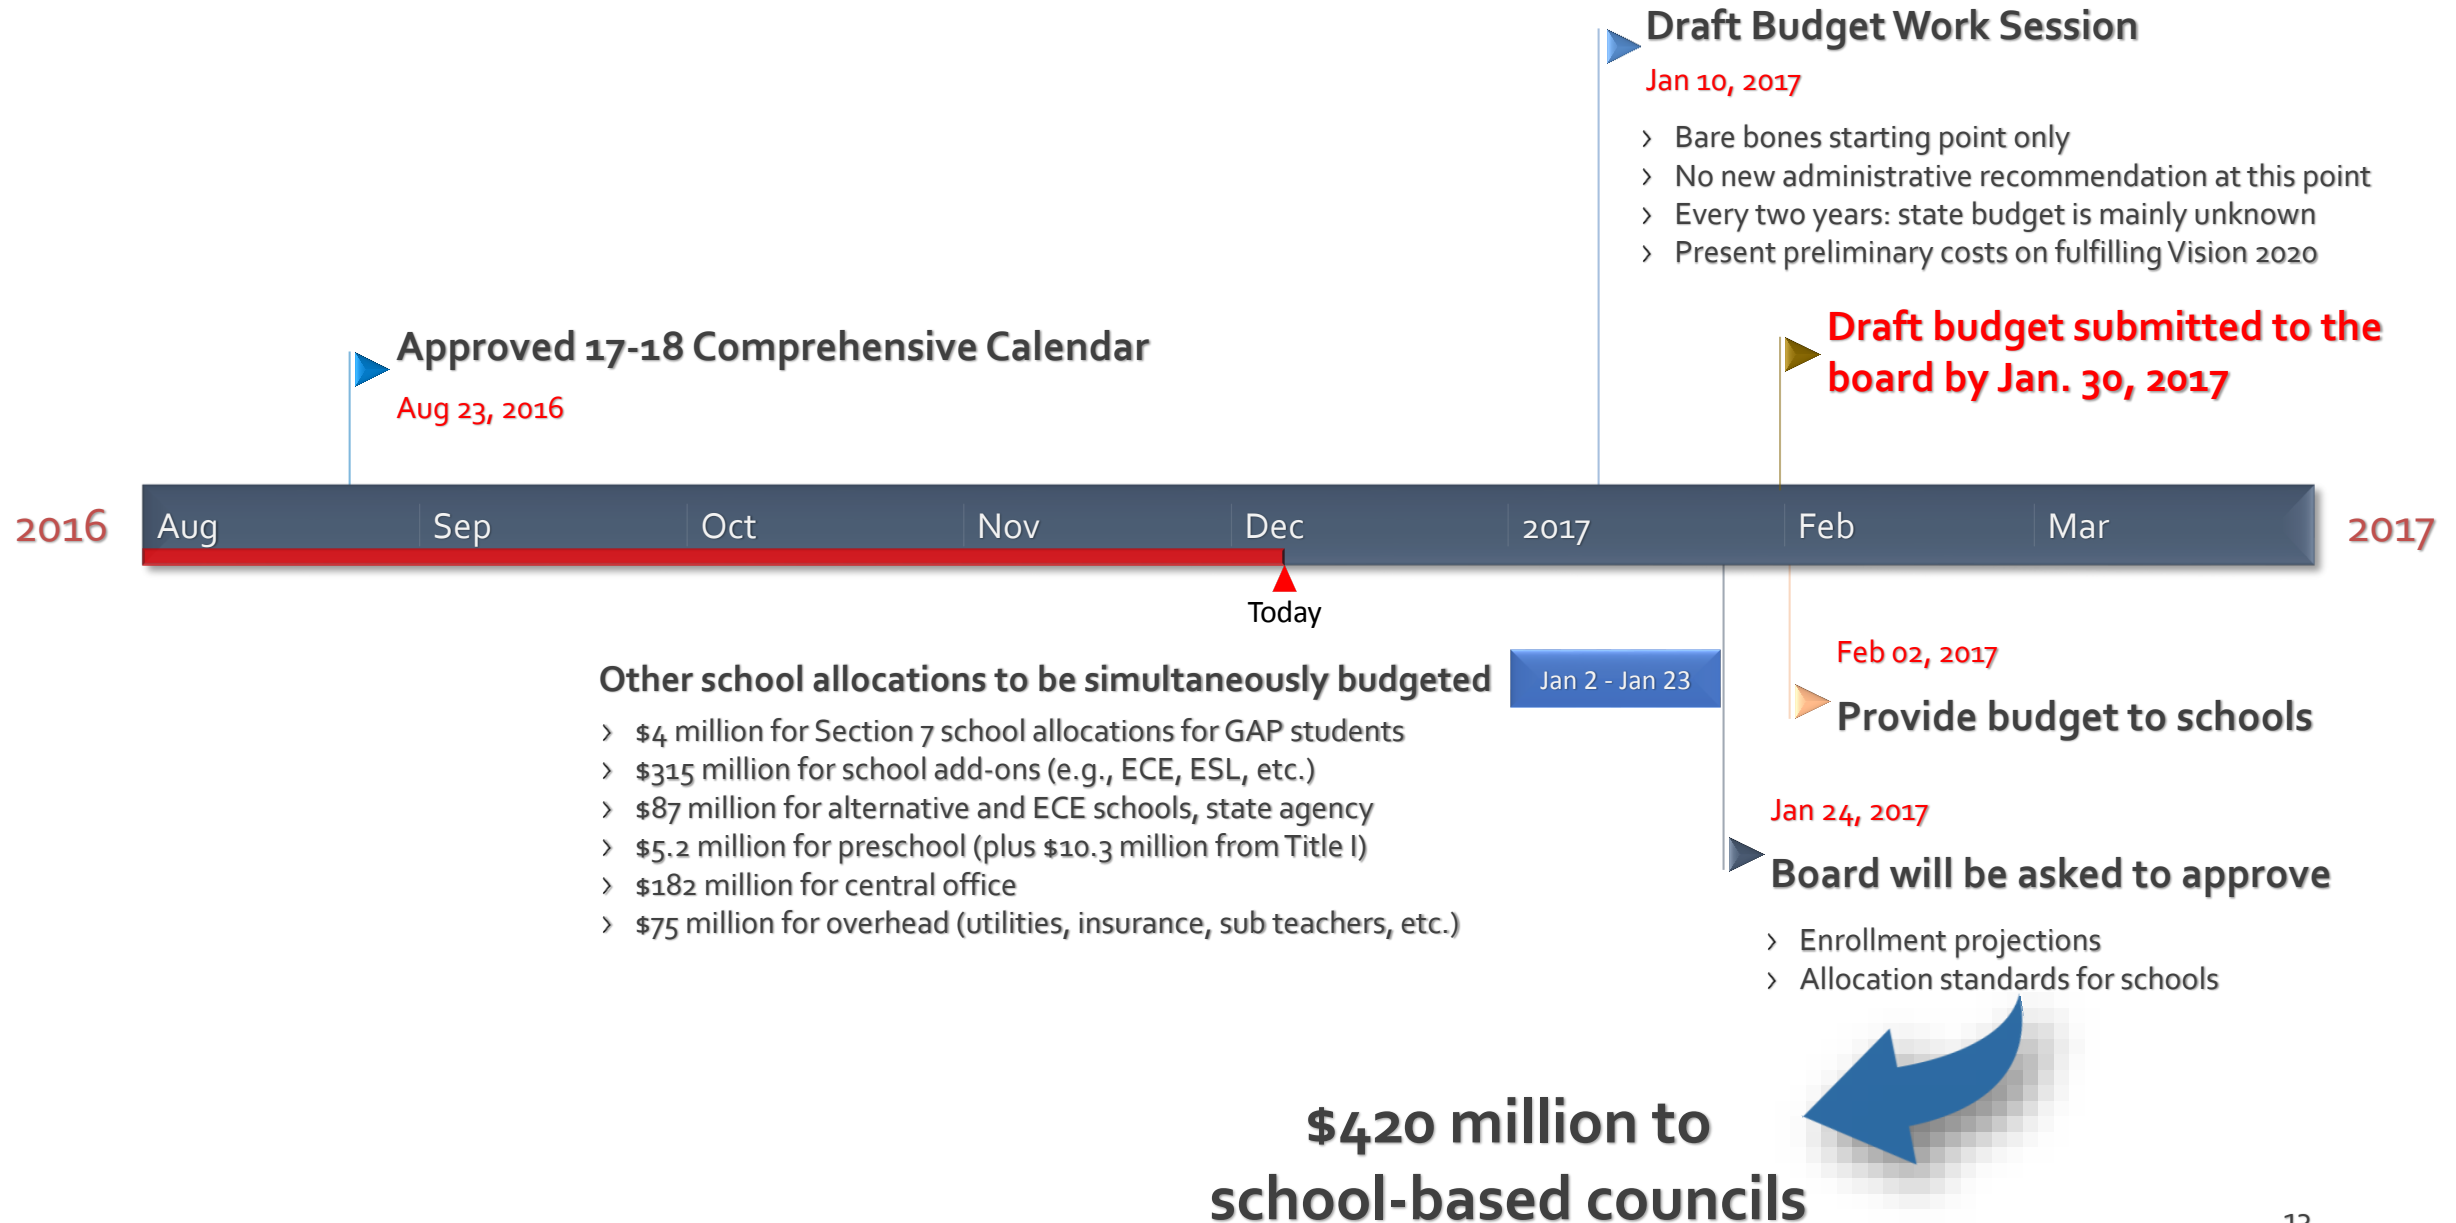 Draft Budget Work Session
Jan 10, 2017
› Bare bones starting point only
› No new administrative recommendation at this point
› Every two years: state budget is mainly unknown
› Present preliminary costs on fulfilling Vision 2020
Draft budget submitted to the
board by Jan. 30, 2017
Approved 17-18 Comprehensive Calendar
Aug 23, 2016
2016 Aug Sep Oct Nov Dec 2017 Feb Mar 2017
Today
Other school allocations to be simultaneously budgeted
› $4 million for Section 7 school allocations for GAP students
› $315 million for school add-ons (e.g., ECE, ESL, etc.)
› $87 million for alternative and ECE schools, state agency
› $5.2 million for preschool (plus $10.3 million from Title I)
› $182 million for central office
› $75 million for overhead (utilities, insurance, sub teachers, etc.)
Jan 2 - Jan 23
Feb 02, 2017
Provide budget to schools
Jan 24, 2017
Board will be asked to approve
› Enrollment projections
› Allocation standards for schools
$420 million to
school-based councils